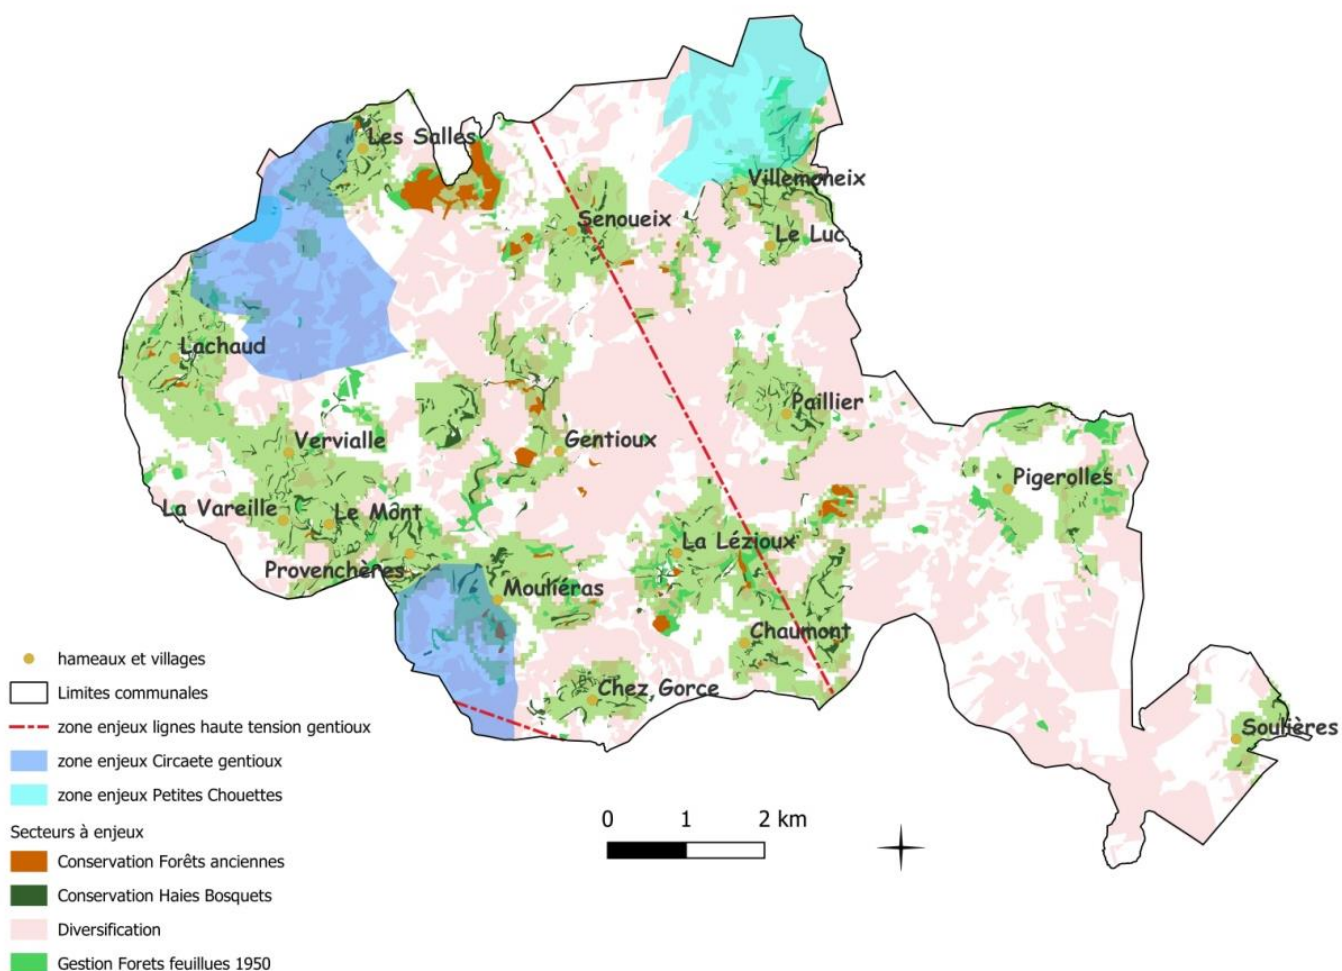 Les Salles
Villemoneix
Senoueix
Le Luc
Lachaud
Paillier
Vervialle
Gentioux
Pigerolles
La Vareille
Le Mônt
La Lézioux
Provenchères
Mouliéras
Chaumont
Chez Gorce
Soulières
hameaux et villages
Limites communales
zone enjeux lignes haute tension gentioux
zone enjeux Circaete gentioux
zone enjeux Petites Chouettes
Secteurs à enjeux
Conservation Forêts anciennes
Conservation Haies Bosquets
Diversification
Gestion Forets feuillues 1950
0 1 2 km